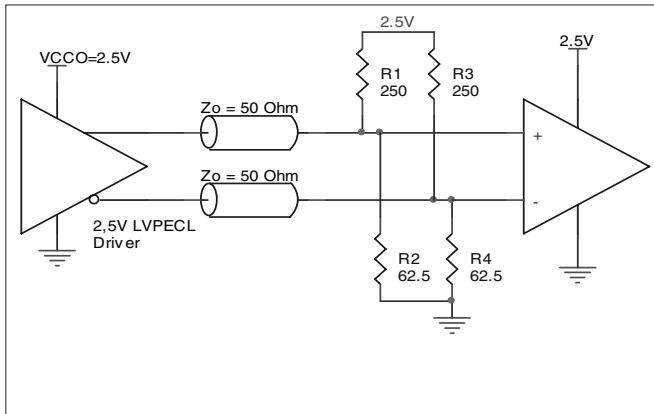 2.5V
VCCO=2.5V
2.5V
R1
250
R3
250
Zo = 50 Ohm
+
Zo = 50 Ohm
-
2,5V LVPECL
Driver
R2
62.5
R4
62.5